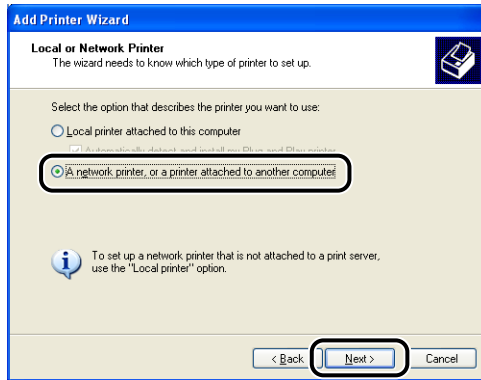 Add Printer Wizard
Local or Network Printer
The wizard needs to know which type of printer to set up.
Select the option that describes the printer you want to use:
Local printer attached to this computer
Automatically detect and install my Plug and Play printer
A network printer, or a printer attached to another computer
To set up a network printer that is not attached to a print server,
use the "Local printer" option.
< Back Next > Cancel